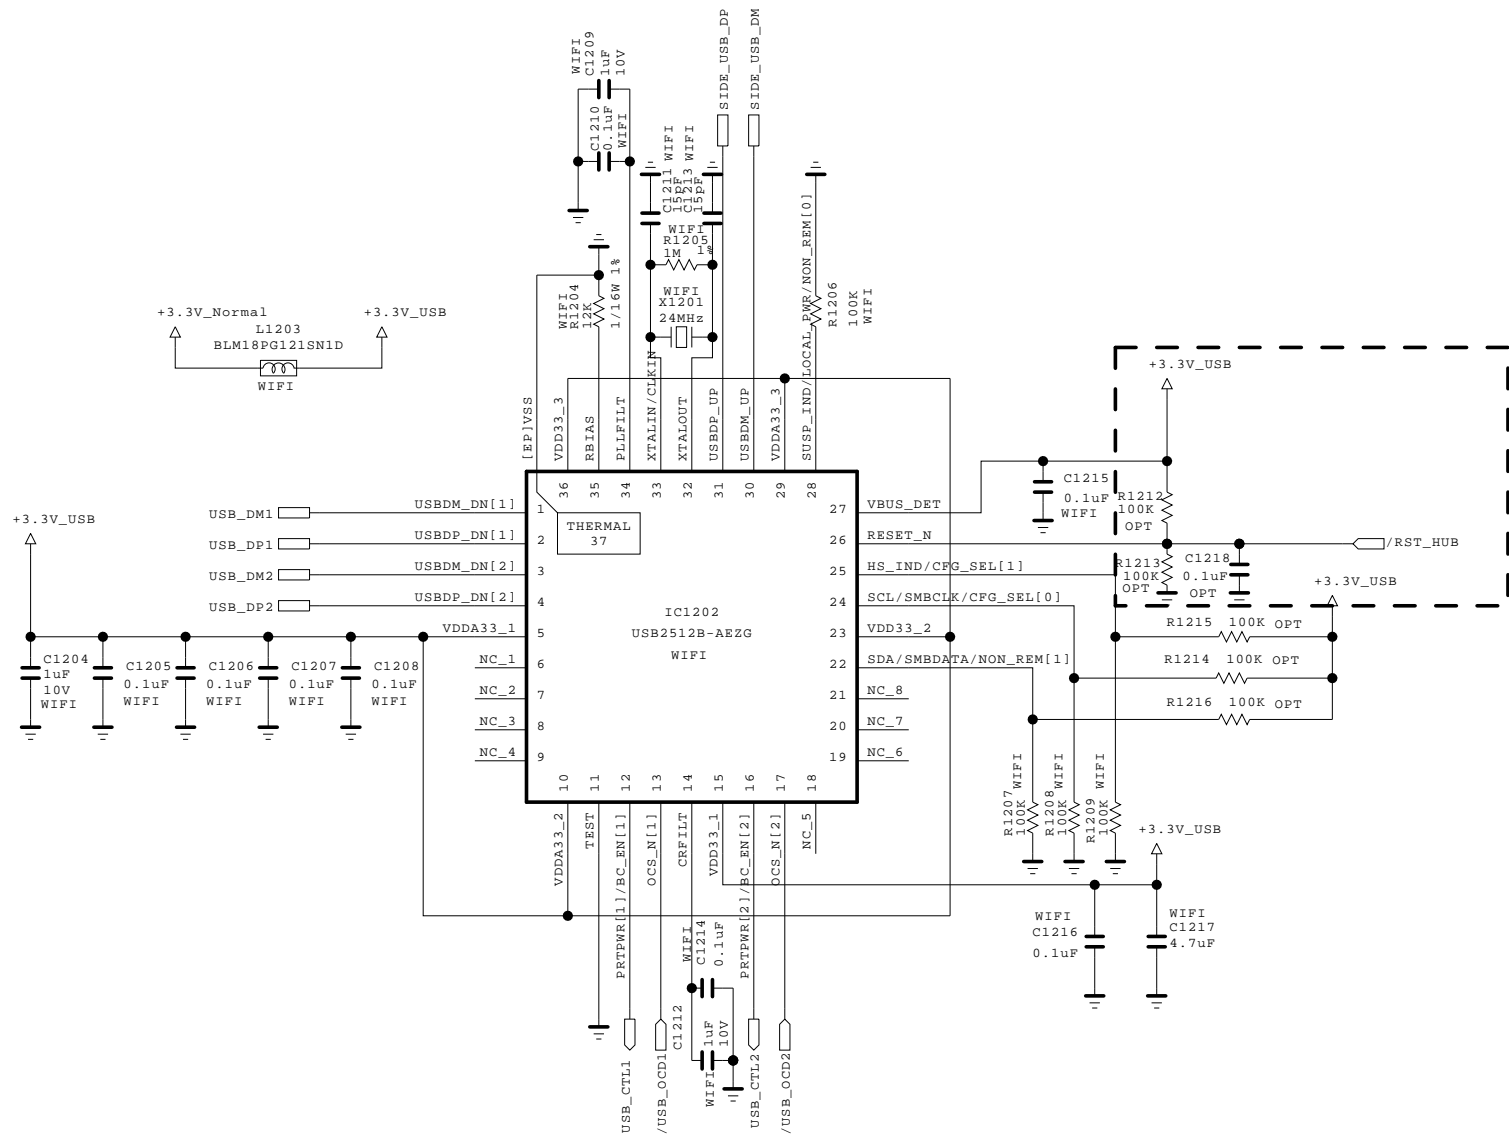 SIDE_USB_DP
SIDE_USB_DM
WIFI
C1209
1uF
10V
C1210
0.1uF
WIFI
C1211 WIFI
15pF
C1213 WIFI
15pF
WIFI
R1205
1M 1%
WIFI
X1201
24MHz
WIFI
R1204
12K
1/16W 1%
R1206
100K
WIFI
+3.3V_Normal
+3.3V_USB
L1203
BLM18PG121SN1D
WIFI
[EP]VSS
VDD33_3
RBIAS
PLLFILT
XTALIN/CLKIN
XTALOUT
USBDP_UP
USBDM_UP
VDDA33_3
SUSP_IND/LOCAL_PWR/NON_REM[0]
36
35
34
33
32
31
30
29
28
+3.3V_USB
C1215
0.1uF
WIFI
R1212
100K
OPT
R1213
100K
OPT
C1218
0.1uF
OPT
/RST_HUB
+3.3V_USB
USB_DM1
USBDM_DN[1]
1
USB_DP1
USBDP_DN[1]
2
USB_DM2
USBDM_DN[2]
3
USB_DP2
USBDP_DN[2]
4
VDDA33_1
5
NC_1
6
NC_2
7
NC_3
8
NC_4
9
THERMAL
37
IC1202
USB2512B-AEZG
WIFI
27
VBUS_DET
26
RESET_N
25
HS_IND/CFG_SEL[1]
24
SCL/SMBCLK/CFG_SEL[0]
23
VDD33_2
22
SDA/SMBDATA/NON_REM[1]
21
NC_8
20
NC_7
19
NC_6
R1215 100K OPT
R1214 100K OPT
R1216 100K OPT
+3.3V_USB
C1204
1uF
10V
WIFI
C1205
0.1uF
WIFI
C1206
0.1uF
WIFI
C1207
0.1uF
WIFI
C1208
0.1uF
WIFI
10
11
12
13
14
15
16
17
18
VDDA33_2
TEST
PRTPWR[1]/BC_EN[1]
OCS_N[1]
CRFILT
VDD33_1
PRTPWR[2]/BC_EN[2]
OCS_N[2]
NC_5
R1207
100K
WIFI
R1208
100K
WIFI
R1209
100K
WIFI
+3.3V_USB
WIFI
C1216
0.1uF
WIFI
C1217
4.7uF
WIFI
C1214
0.1uF
C1212
1uF
10V
WIFI
USB_CTL1
/USB_OCD1
USB_CTL2
/USB_OCD2